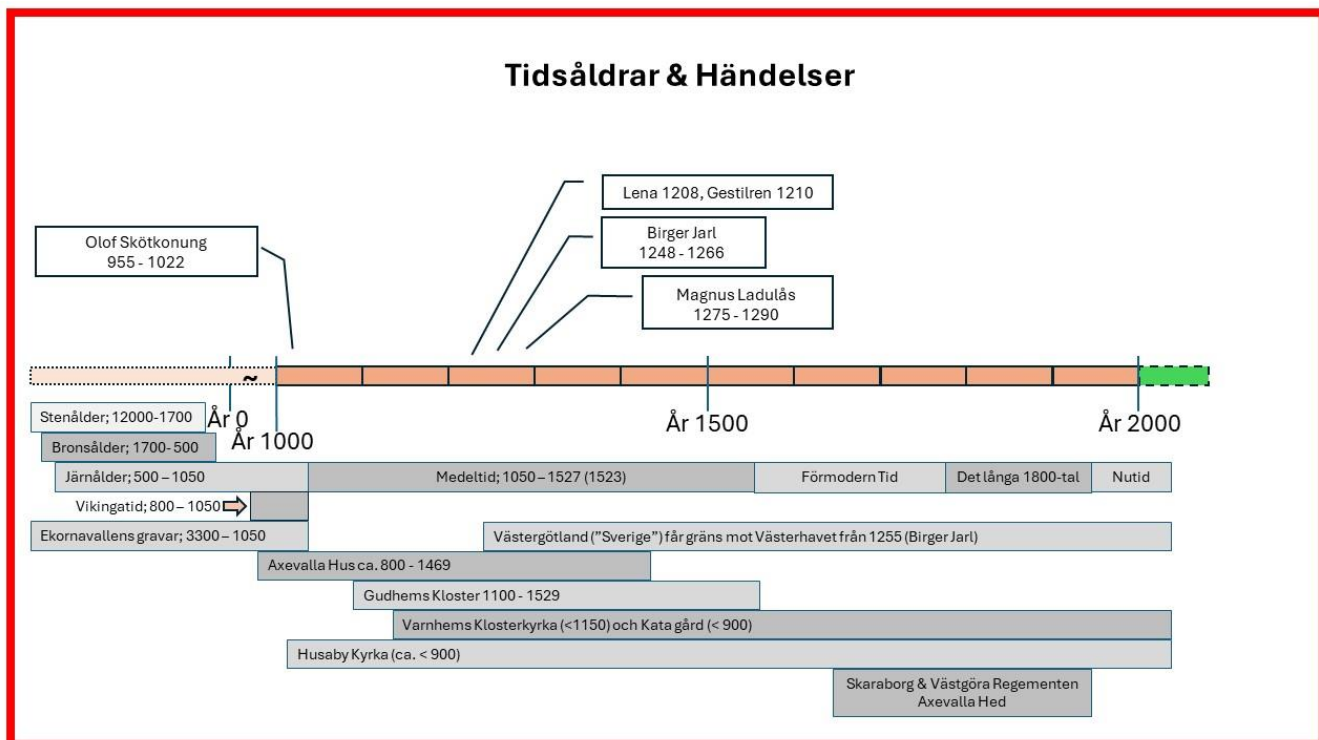 Tidsåldrar & Händelser
Lena 1208, Gestilren 1210
Birger Jarl
1248 - 1266
Olof Skötkonung
955 - 1022
Magnus Ladulås
1275 - 1290
~
År 0
År 1000
År 1500
År 2000
Stenålder; 12000-1700
Bronsålder; 1700- 500
Järnålder; 500 – 1050
Medeltid; 1050 – 1527 (1523)
Förmodern Tid
Det långa 1800-tal
Nutid
Vikingatid; 800 – 1050
Ekornavallens gravar; 3300 – 1050
Västergötland ("Sverige") får gräns mot Västerhavet från 1255 (Birger Jarl)
Axevalla Hus ca. 800 - 1469
Gudhems Kloster 1100 - 1529
Varnhems Klosterkyrka (<1150) och Kata gård (< 900)
Husaby Kyrka (ca. < 900)
Skaraborg & Västgöra Regementen
Axevalla Hed